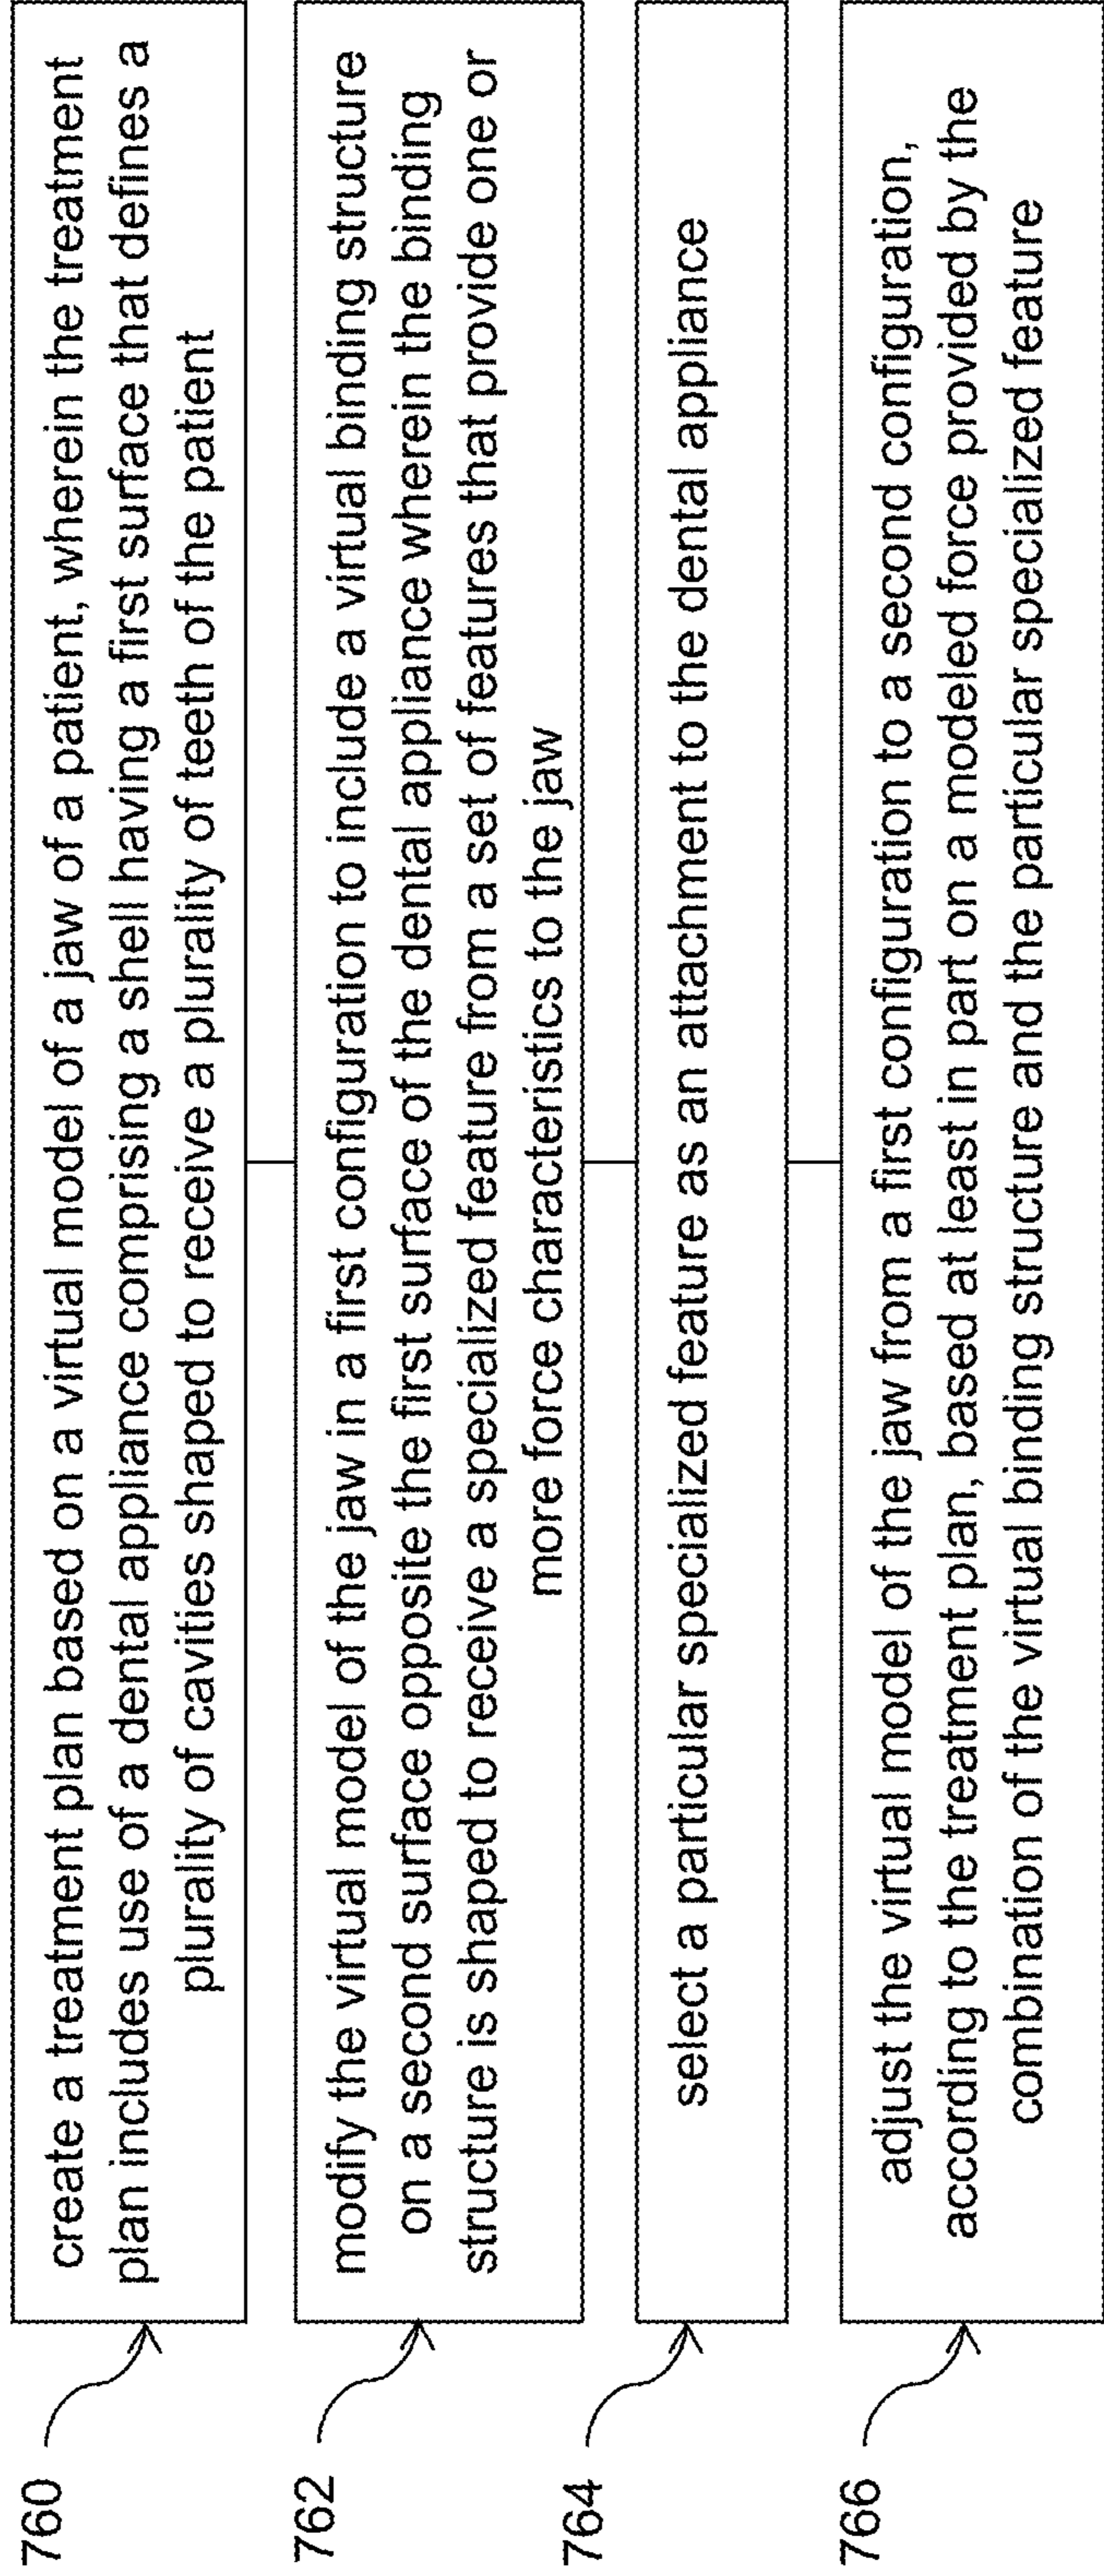 760
create a treatment plan based on a virtual model of a jaw of a patient, wherein the treatment
plan includes use of a dental appliance comprising a shell having a first surface that defines a
plurality of cavities shaped to receive a plurality of teeth of the patient
762
modify the virtual model of the jaw in a first configuration to include a virtual binding structure
on a second surface opposite the first surface of the dental appliance wherein the binding
structure is shaped to receive a specialized feature from a set of features that provide one or
more force characteristics to the jaw
764
select a particular specialized feature as an attachment to the dental appliance
766
adjust the virtual model of the jaw from a first configuration to a second configuration,
according to the treatment plan, based at least in part on a modeled force provided by the
combination of the virtual binding structure and the particular specialized feature